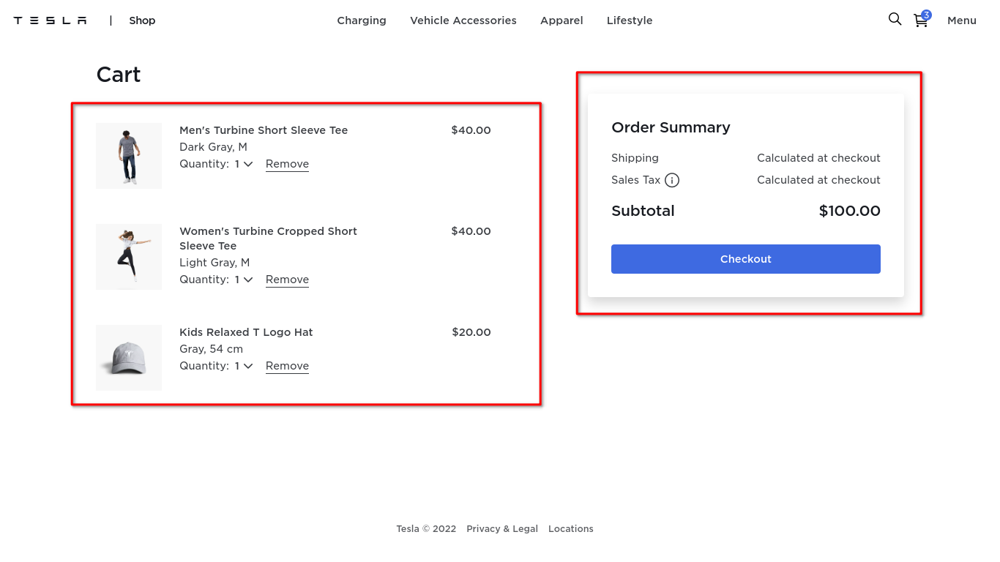 TESLA | Shop Charging Vehicle Accessories Apparel Lifestyle 3 Menu
Cart
Men's Turbine Short Sleeve Tee $40.00
Dark Gray, M
Quantity: 1 Remove
Women's Turbine Cropped Short $40.00
Sleeve Tee
Light Gray, M
Quantity: 1 Remove
Kids Relaxed T Logo Hat $20.00
Gray, 54 cm
Quantity: 1 Remove
Order Summary
Shipping Calculated at checkout
Sales Tax i Calculated at checkout
Subtotal $100.00
Checkout
Tesla © 2022 Privacy & Legal Locations